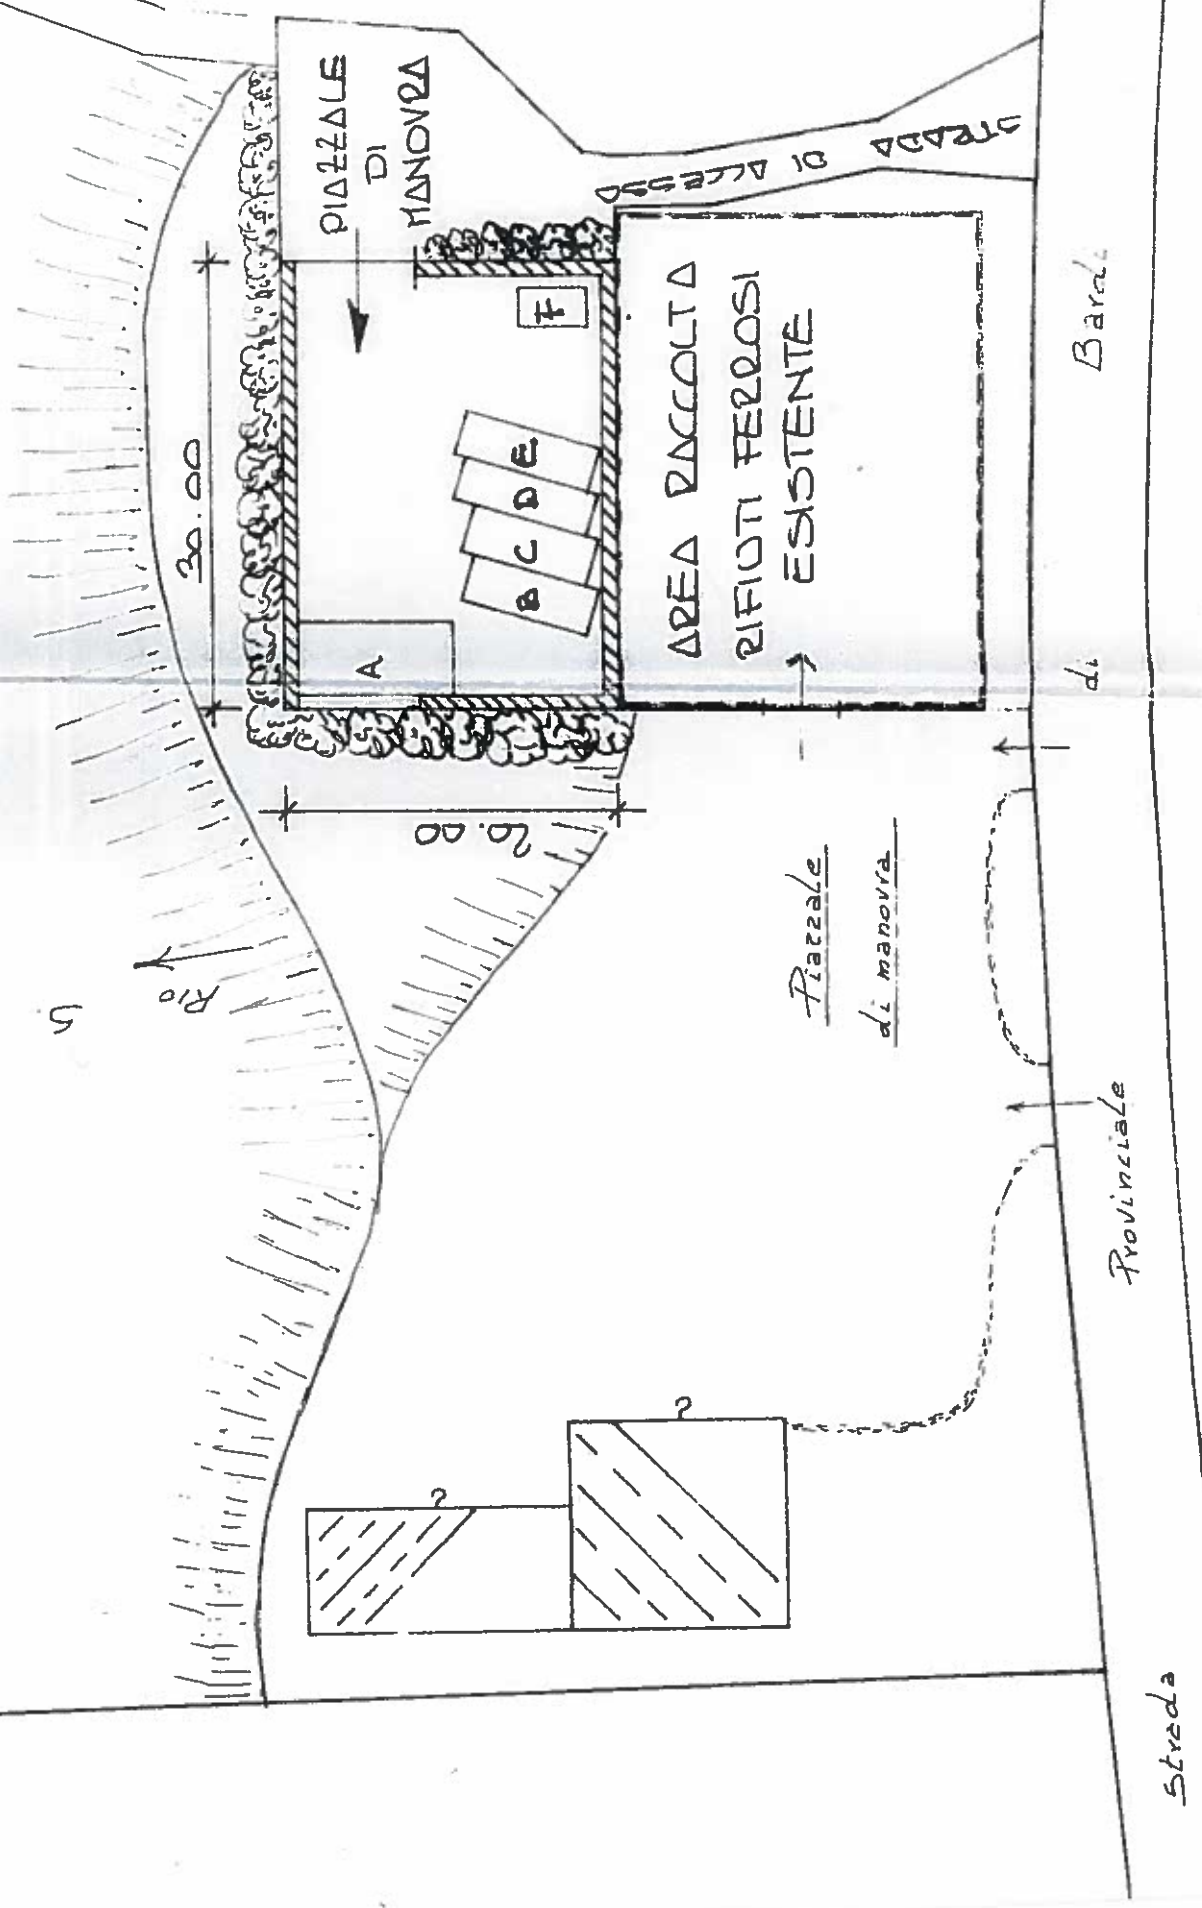 PIAZZALE
DI
MANOVRA
STRADA DI ACCESSO
30.00
20.00
A
B
C
D
E
F
AREA RACCOLTA
RIFIUTI FERROSI
ESISTENTE
Piazzale
di manovra
Rio
?
?
Strada Provinciale di Bardi